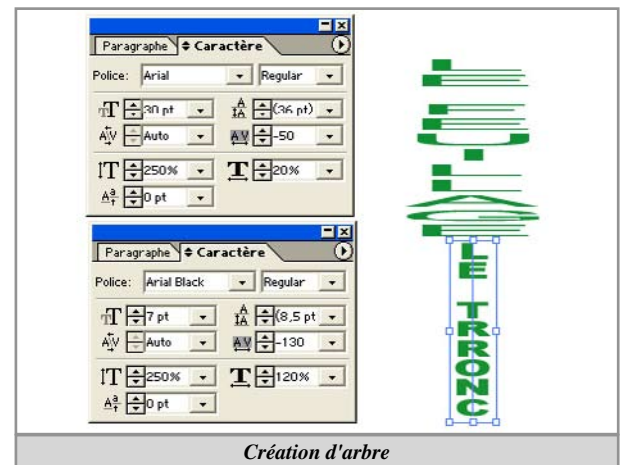 Paragraphe Caractère
Police: Arial Regular
30 pt (36 pt)
Auto -50
250% 20%
0 pt
Paragraphe Caractère
Police: Arial Black Regular
7 pt (8,5 pt
Auto -130
250% 120%
0 pt
LE TRRONC
Création d'arbre